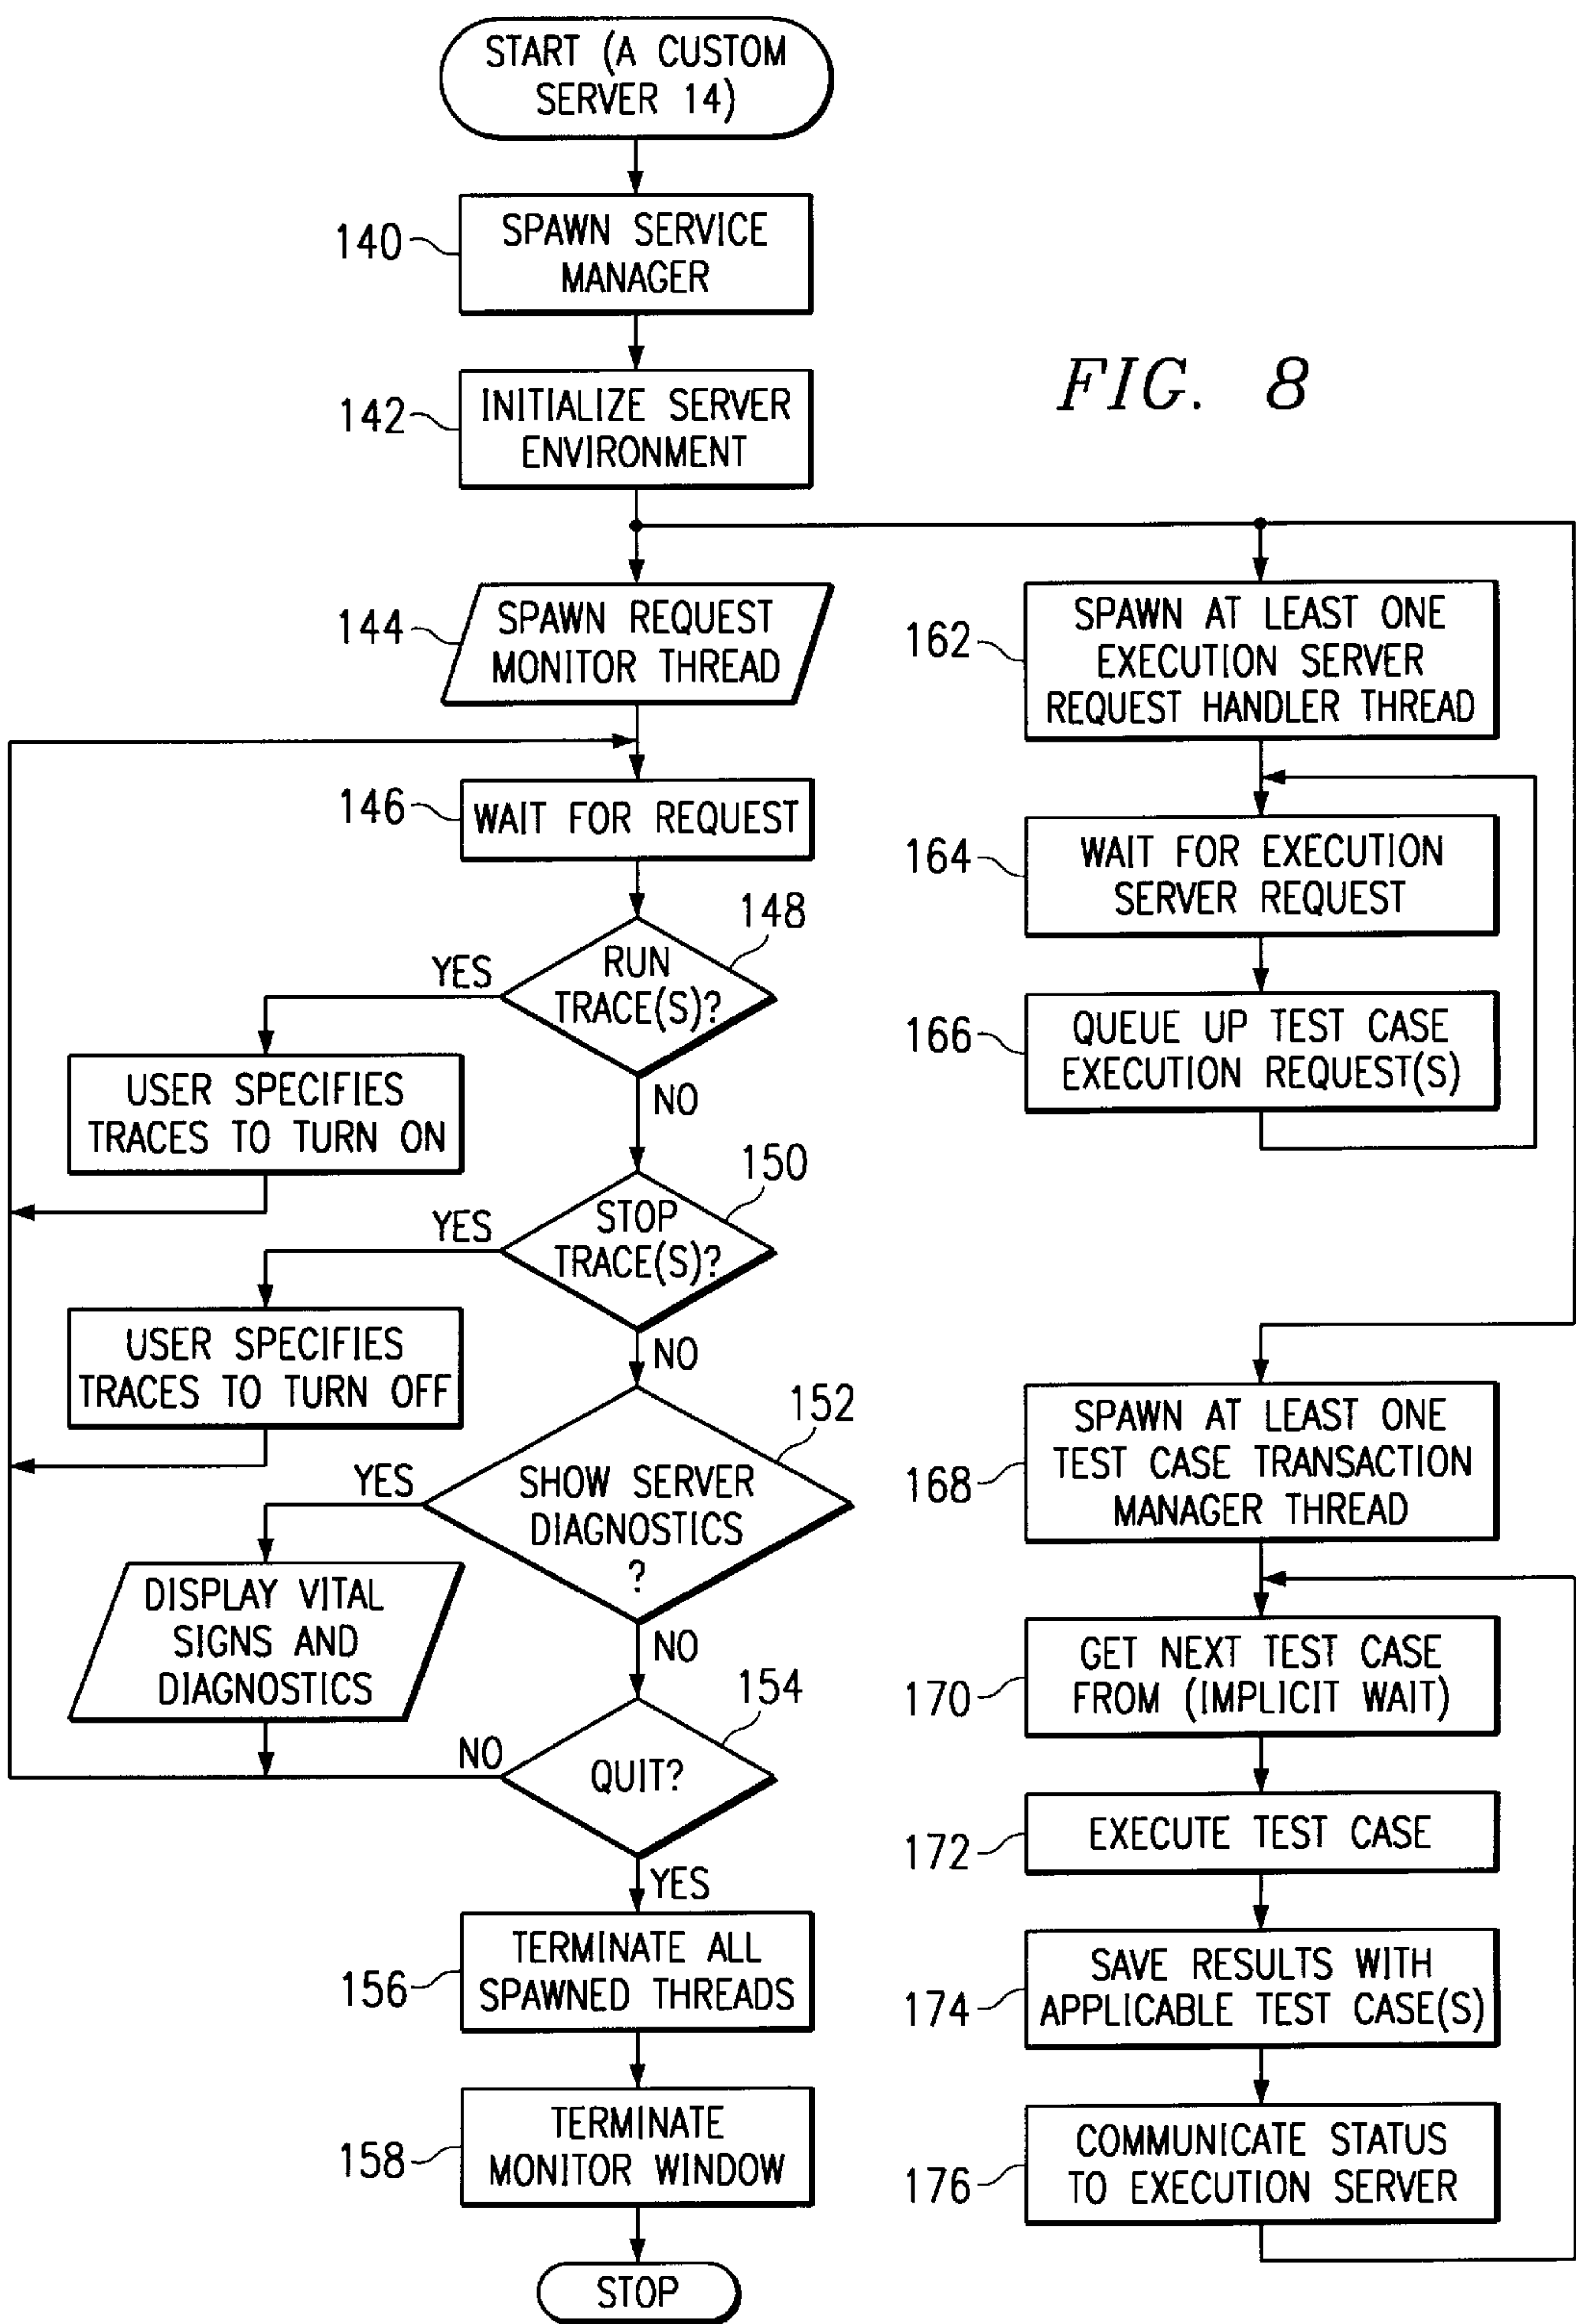 START (A CUSTOM
SERVER 14)
140
SPAWN SERVICE
MANAGER
FIG. 8
142
INITIALIZE SERVER
ENVIRONMENT
144
SPAWN REQUEST
MONITOR THREAD
146
WAIT FOR REQUEST
148
RUN
TRACE(S)?
YES
NO
USER SPECIFIES
TRACES TO TURN ON
150
STOP
TRACE(S)?
YES
NO
USER SPECIFIES
TRACES TO TURN OFF
152
SHOW SERVER
DIAGNOSTICS
?
YES
NO
DISPLAY VITAL
SIGNS AND
DIAGNOSTICS
154
QUIT?
NO
YES
156
TERMINATE ALL
SPAWNED THREADS
158
TERMINATE
MONITOR WINDOW
STOP
162
SPAWN AT LEAST ONE
EXECUTION SERVER
REQUEST HANDLER THREAD
164
WAIT FOR EXECUTION
SERVER REQUEST
166
QUEUE UP TEST CASE
EXECUTION REQUEST(S)
168
SPAWN AT LEAST ONE
TEST CASE TRANSACTION
MANAGER THREAD
170
GET NEXT TEST CASE
FROM (IMPLICIT WAIT)
172
EXECUTE TEST CASE
174
SAVE RESULTS WITH
APPLICABLE TEST CASE(S)
176
COMMUNICATE STATUS
TO EXECUTION SERVER